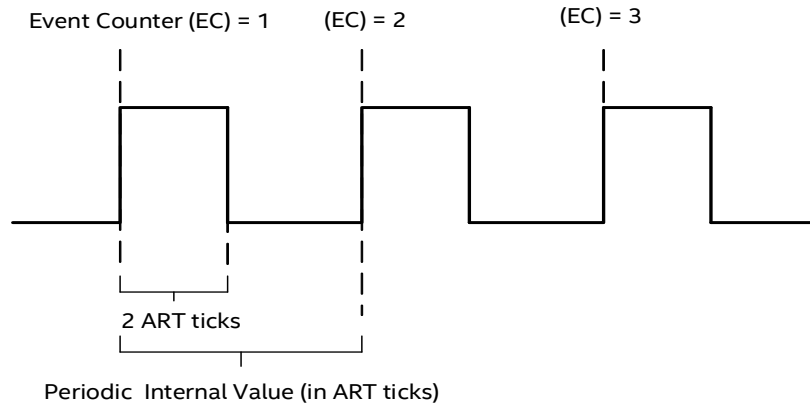 Event Counter (EC) = 1
(EC) = 2
(EC) = 3
2 ART ticks
Periodic Internal Value (in ART ticks)